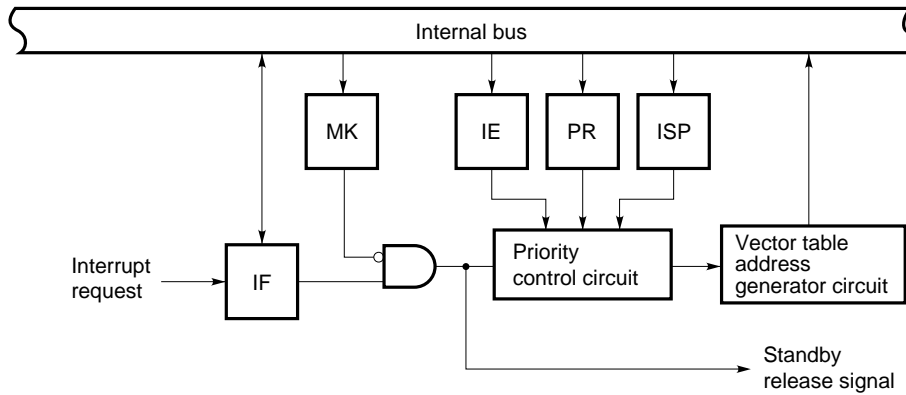 Internal bus
MK
IE
PR
ISP
Interrupt
request
IF
Priority
control circuit
Vector table
address
generator circuit
Standby
release signal